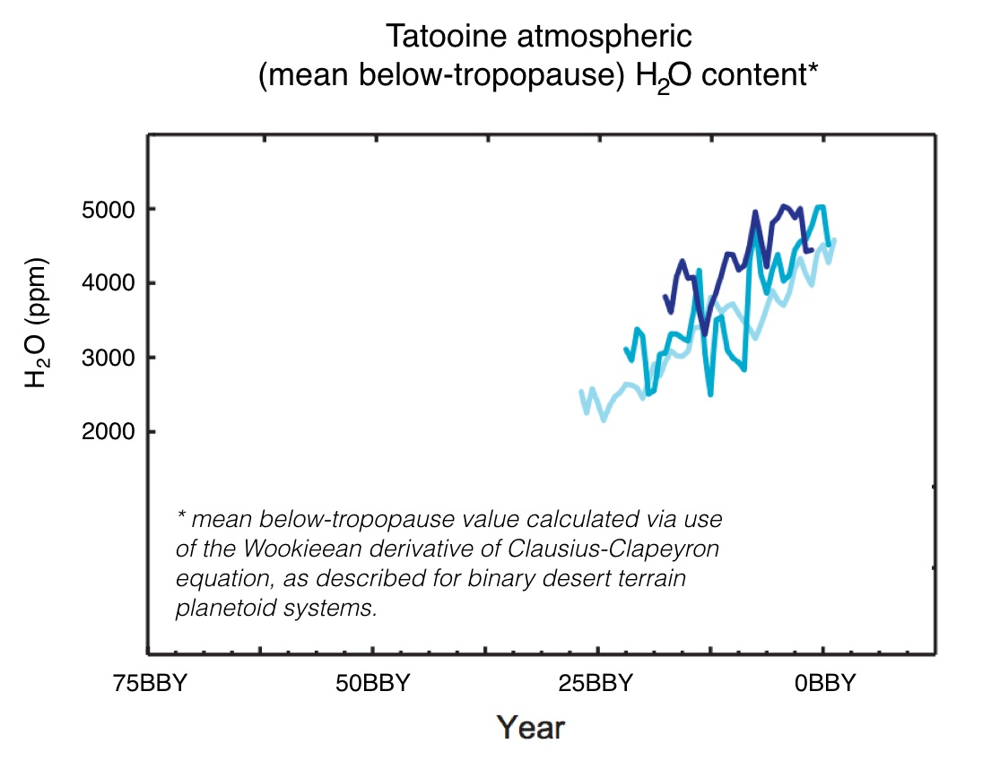 Tatooine atmospheric
(mean below-tropopause) H₂O content*
5000
4000
3000
2000
H₂O (ppm)
* mean below-tropopause value calculated via use
of the Wookieean derivative of Clausius-Clapeyron
equation, as described for binary desert terrain
planetoid systems.
75BBY
50BBY
25BBY
0BBY
Year